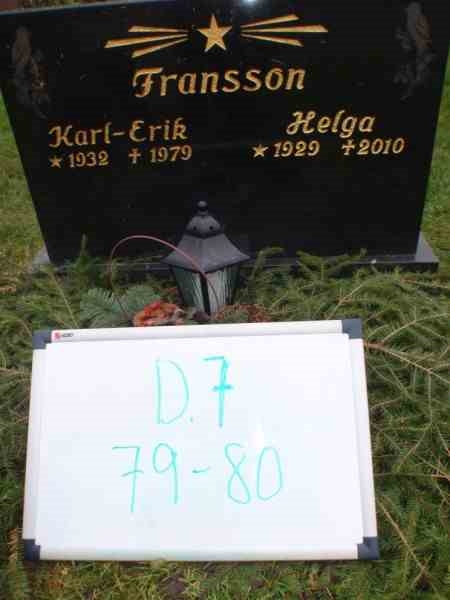 Fransson
Karl-Erik
★ 1932 ✝ 1979
Helga
★ 1929 ✝ 2010
D.7
79-80